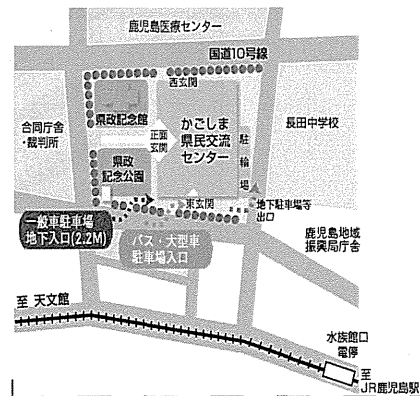 鹿児島医療センター
国道10号線
西玄関
県政記念館
正面
玄関
かごしま
県民交流
センター
駐輪場
長田中学校
合同庁舎
・裁判所
県政
記念公園
東玄関
地下駐車場等
出口
一般車駐車場
地下入口(2.2M)
バス・大型車
駐車場入口
鹿児島地域
振興局庁舎
至 天文館
水族館口
電停
至
JR鹿児島駅